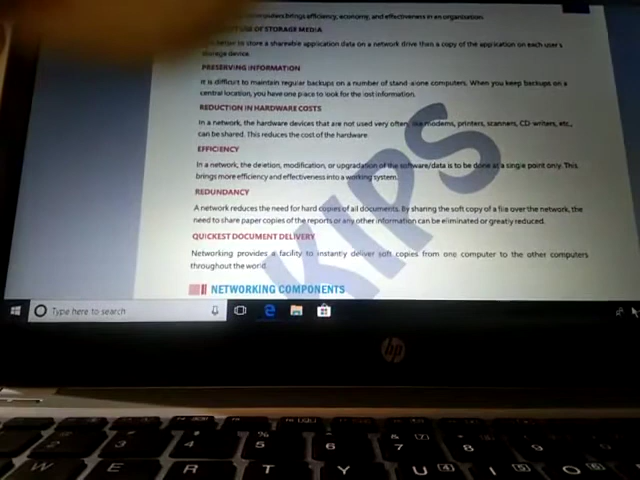 computers brings efficiency, economy, and effectiveness in an organisation.
USE OF STORAGE MEDIA
to store a shareable application data on a network drive than a copy of the application on each user's
storage device.
PRESERVING INFORMATION
It is difficult to maintain regular backups on a number of stand-alone computers. When you keep backups on a
central location, you have one place to look for the lost information.
REDUCTION IN HARDWARE COSTS
In a network, the hardware devices that are not used very often, like modems, printers, scanners, CD-writers, etc.,
can be shared. This reduces the cost of the hardware.
EFFICIENCY
In a network, the deletion, modification, or upgradation of the software/data is to be done at a single point only. This
brings more efficiency and effectiveness into a working system.
REDUNDANCY
A network reduces the need for hard copies of all documents. By sharing the soft copy of a file over the network, the
need to share paper copies of the reports or any other information can be eliminated or greatly reduced.
QUICKEST DOCUMENT DELIVERY
Networking provides a facility to instantly deliver soft copies from one computer to the other computers
throughout the world.
NETWORKING COMPONENTS
KIPS
Type here to search
hp
2 3 4 % 5 6 7 8 9 0
W E R T Y U I O